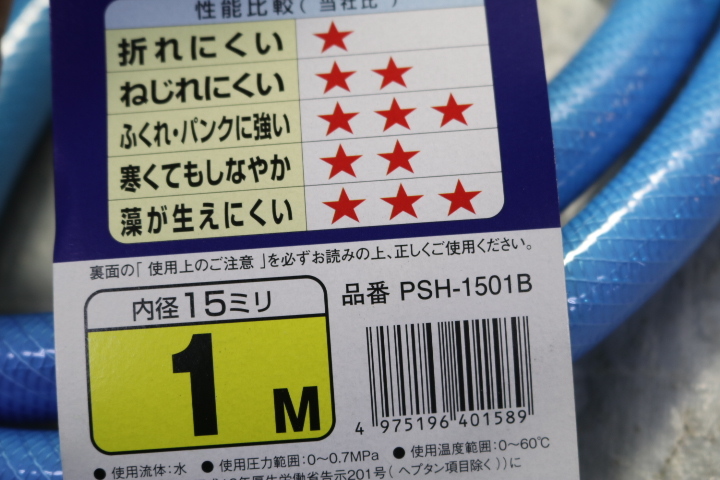 性能比較(当社比)
折れにくい ★
ねじれにくい ★★
ふくれ・パンクに強い ★★★
寒くてもしなやか ★★
藻が生えにくい ★★★
裏面の「使用上のご注意」を必ずお読みの上、正しくご使用ください。
内径15ミリ
1M
品番 PSH-1501B
4 975196 401589
●使用流体:水 ●使用圧力範囲:0〜0.7MPa ●使用温度範囲:0〜60℃
年厚生労働省告示201号(ヘプタン項目除く))に